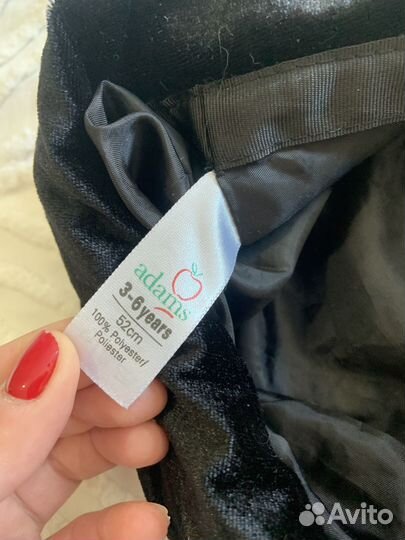 adams
3-6years
52cm
100% Polyester/
Poliester
Avito